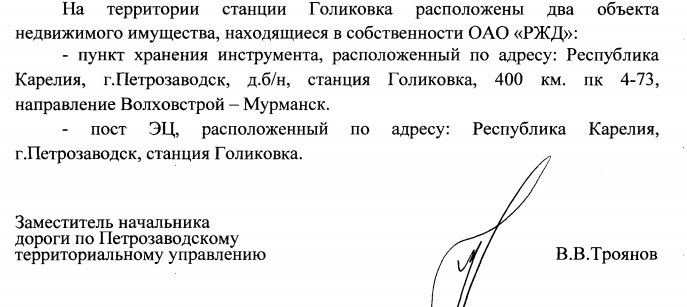 На территории станции Голиковка расположены два объекта
недвижимого имущества, находящиеся в собственности ОАО «РЖД»:
- пункт хранения инструмента, расположенный по адресу: Республика
Карелия, г.Петрозаводск, д.б/н, станция Голиковка, 400 км. пк 4-73,
направление Волховстрой – Мурманск.
- пост ЭЦ, расположенный по адресу: Республика Карелия,
г.Петрозаводск, станция Голиковка.
Заместитель начальника
дороги по Петрозаводскому
территориальному управлению В.В.Троянов